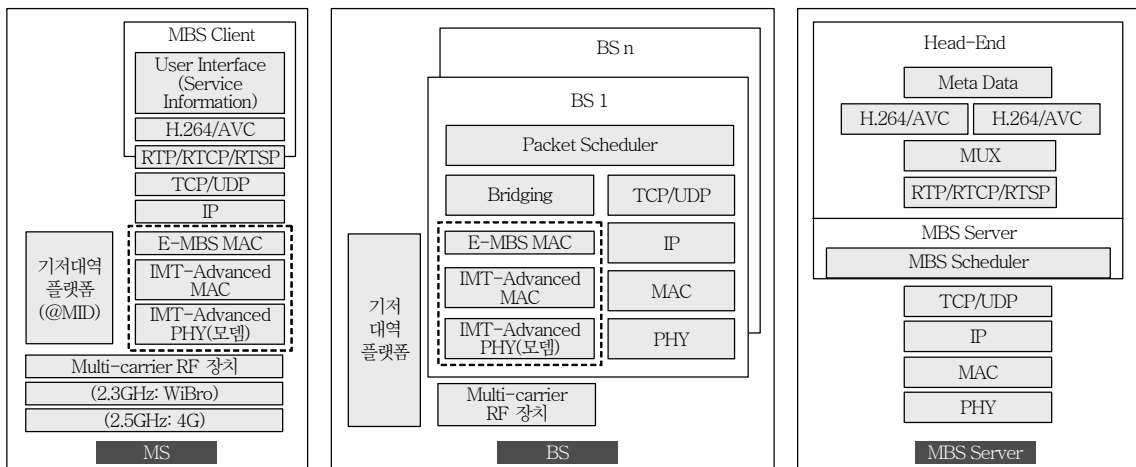 MBS Client
User Interface
(Service
Information)
H.264/AVC
RTP/RTCP/RTSP
TCP/UDP
IP
기저대역
플랫폼
(@MID)
E-MBS MAC
IMT-Advanced
MAC
IMT-Advanced
PHY(모뎀)
Multi-carrier RF 장치
(2.3GHz: WiBro)
(2.5GHz: 4G)
MS
BS n
BS 1
Packet Scheduler
Bridging
TCP/UDP
E-MBS MAC
IP
IMT-Advanced
MAC
MAC
IMT-Advanced
PHY(모뎀)
PHY
기저
대역
플랫폼
Multi-carrier
RF 장치
BS
Head-End
Meta Data
H.264/AVC
H.264/AVC
MUX
RTP/RTCP/RTSP
MBS Server
MBS Scheduler
TCP/UDP
IP
MAC
PHY
MBS Server